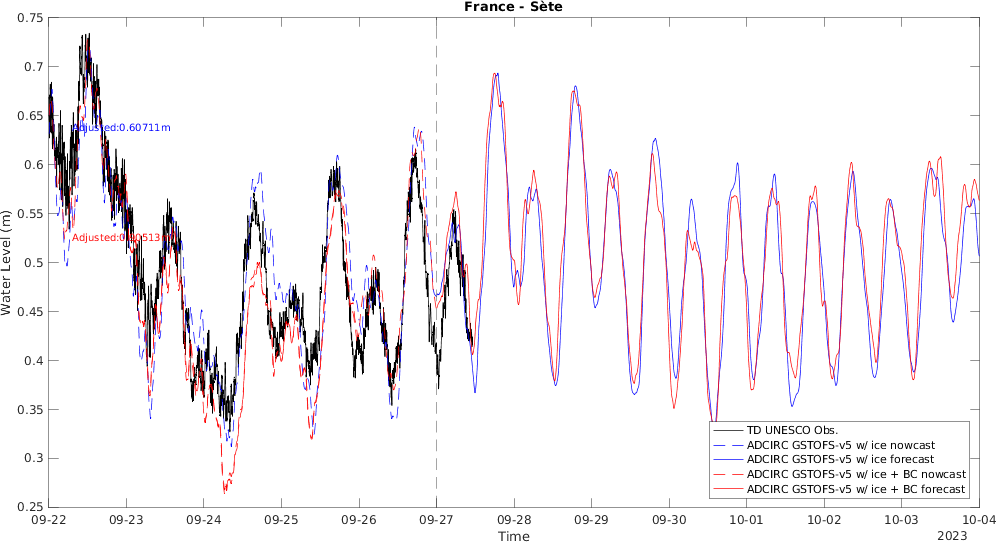 France - Sète
Water Level (m)
0.75
0.7
0.65
0.6
0.55
0.5
0.45
0.4
0.35
0.3
0.25
Adjusted:0.60711m
TD UNESCO Obs.
ADCIRC GSTOFS-v5 w/ ice nowcast
ADCIRC GSTOFS-v5 w/ ice forecast
ADCIRC GSTOFS-v5 w/ ice + BC nowcast
ADCIRC GSTOFS-v5 w/ ice + BC forecast
09-22 09-23 09-24 09-25 09-26 09-27 09-28 09-29 09-30 10-01 10-02 10-03 10-04
Time
2023